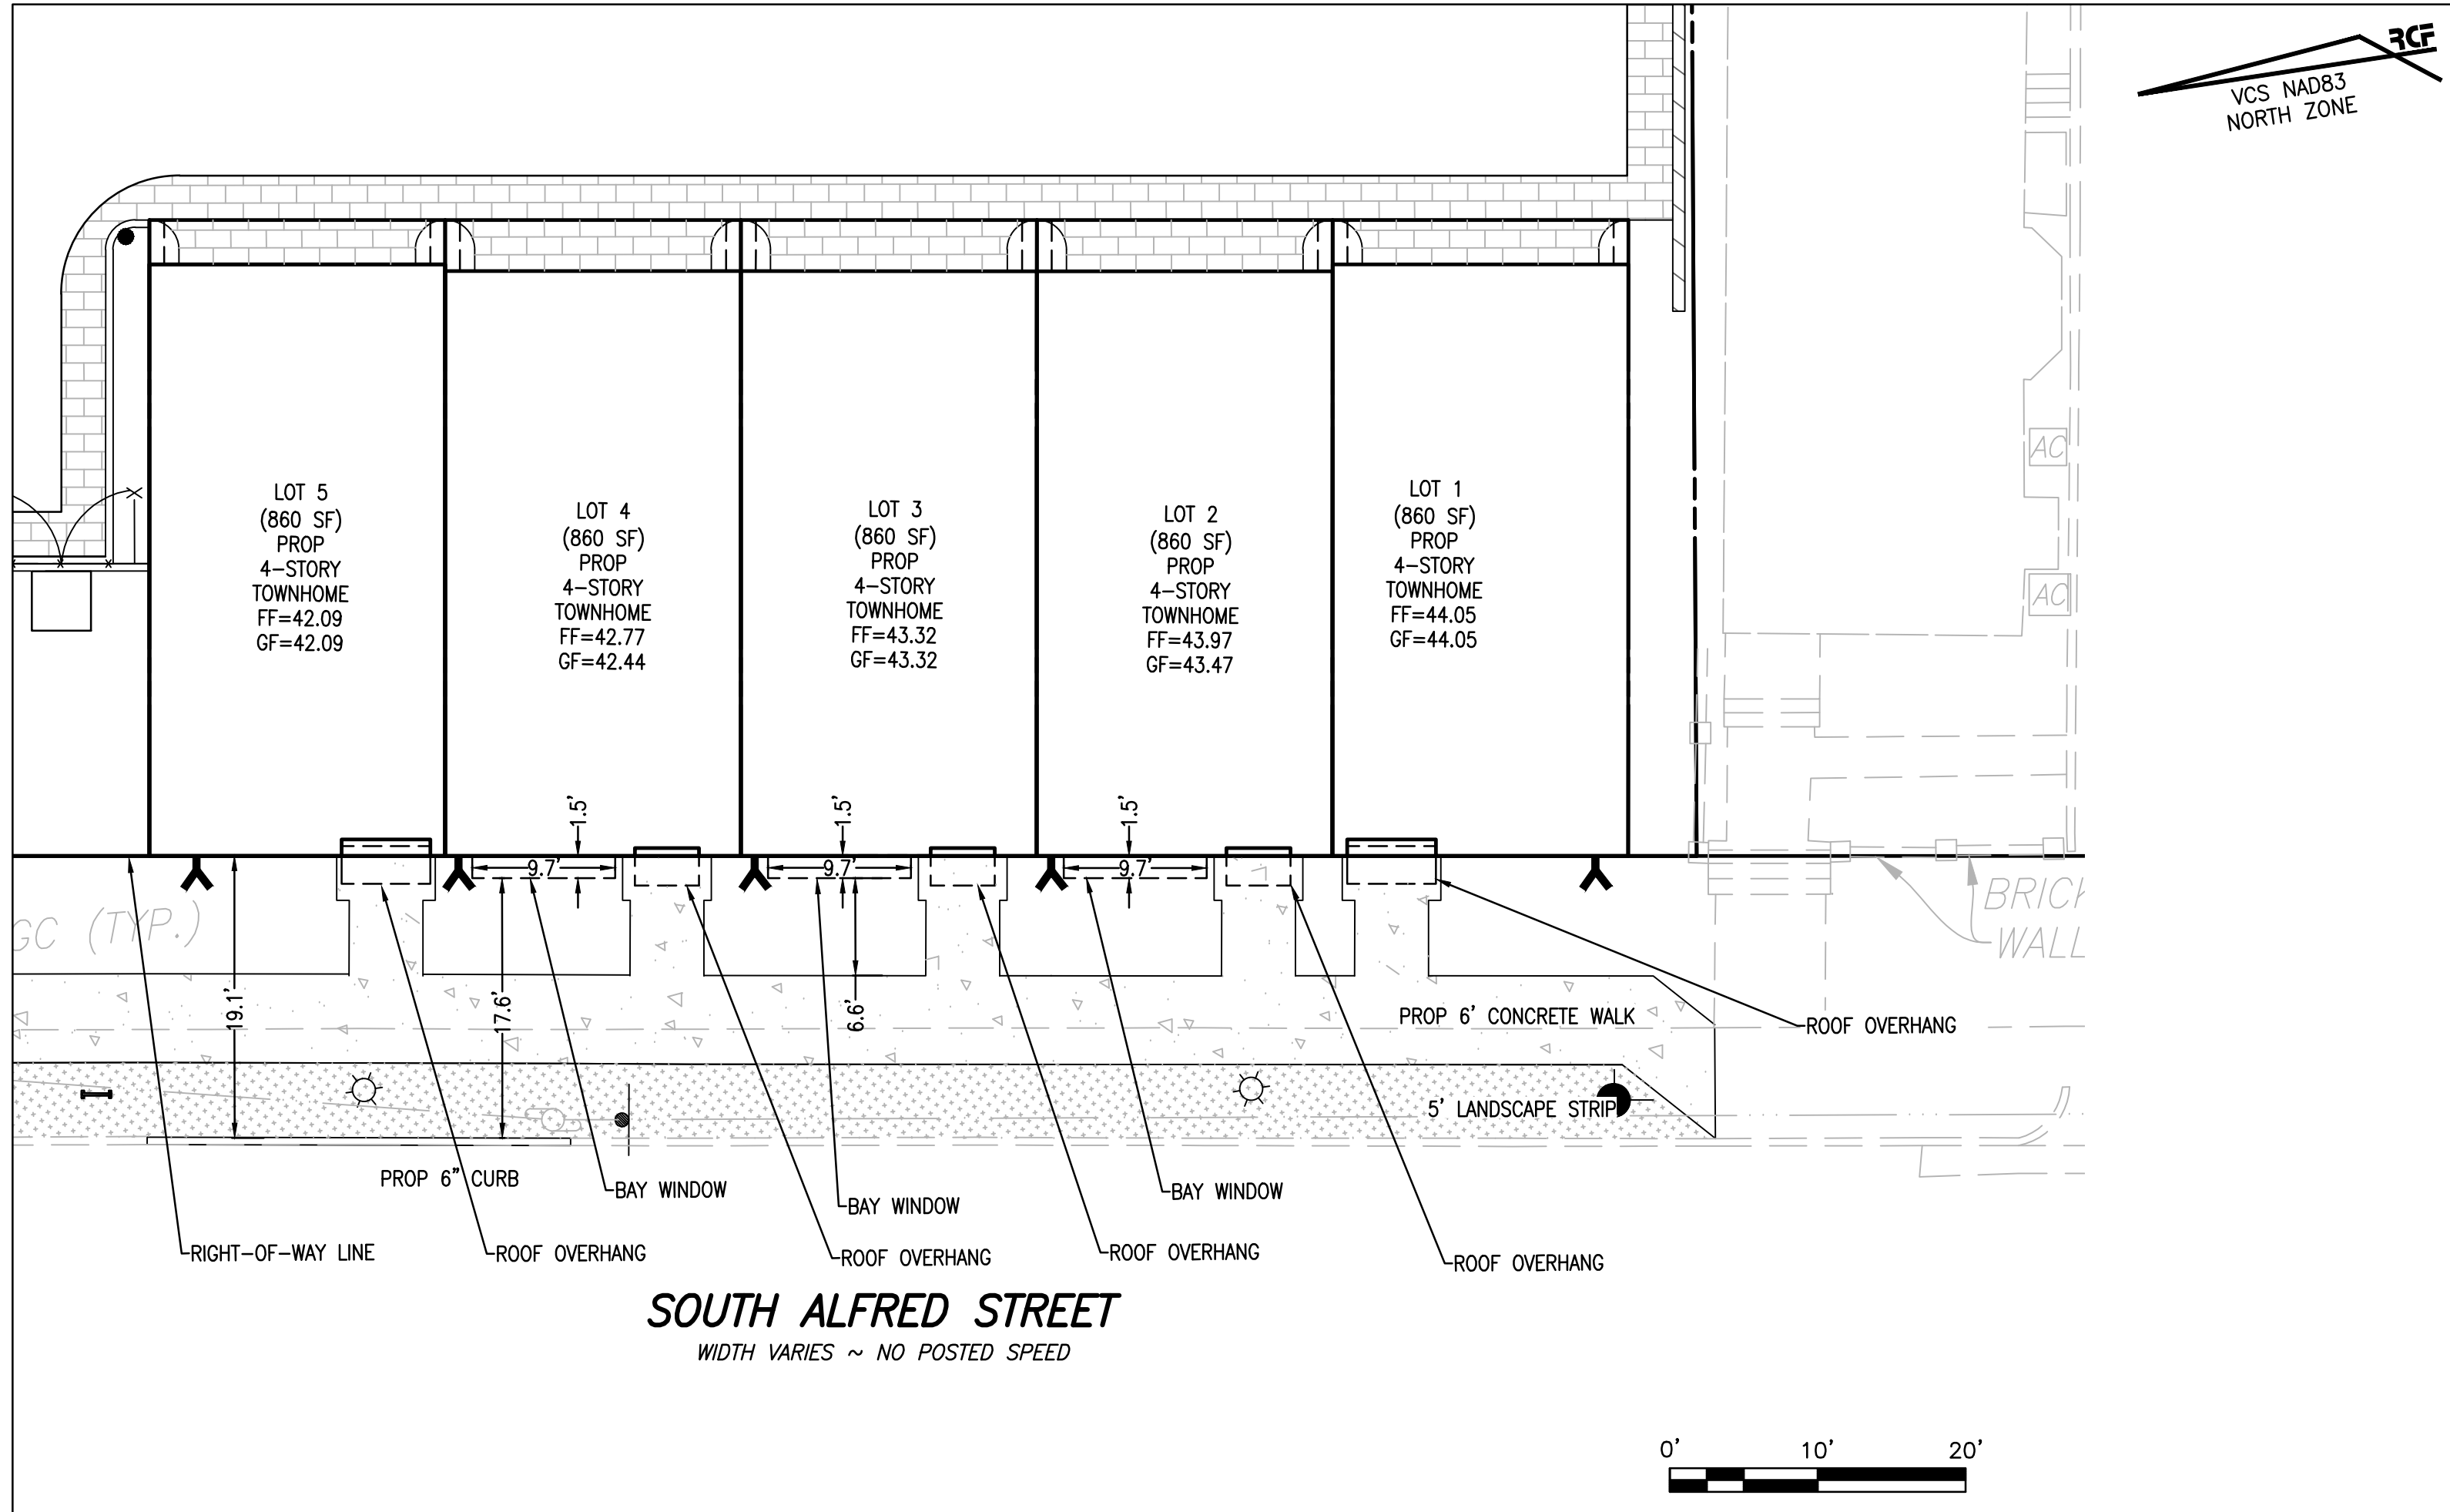 RCF
VCS NAD83
NORTH ZONE
AC
AC
LOT 5
(860 SF)
PROP
4-STORY
TOWNHOME
FF=42.09
GF=42.09
LOT 4
(860 SF)
PROP
4-STORY
TOWNHOME
FF=42.77
GF=42.44
LOT 3
(860 SF)
PROP
4-STORY
TOWNHOME
FF=43.32
GF=43.32
LOT 2
(860 SF)
PROP
4-STORY
TOWNHOME
FF=43.97
GF=43.47
LOT 1
(860 SF)
PROP
4-STORY
TOWNHOME
FF=44.05
GF=44.05
1.5'
1.5'
1.5'
9.7'
9.7'
9.7'
GC (TYP.)
BRICK
WALL
19.1'
17.6'
6.6'
PROP 6' CONCRETE WALK
ROOF OVERHANG
5' LANDSCAPE STRIP
PROP 6" CURB
BAY WINDOW
BAY WINDOW
BAY WINDOW
RIGHT-OF-WAY LINE
ROOF OVERHANG
ROOF OVERHANG
ROOF OVERHANG
ROOF OVERHANG
SOUTH ALFRED STREET
WIDTH VARIES ~ NO POSTED SPEED
0' 10' 20'